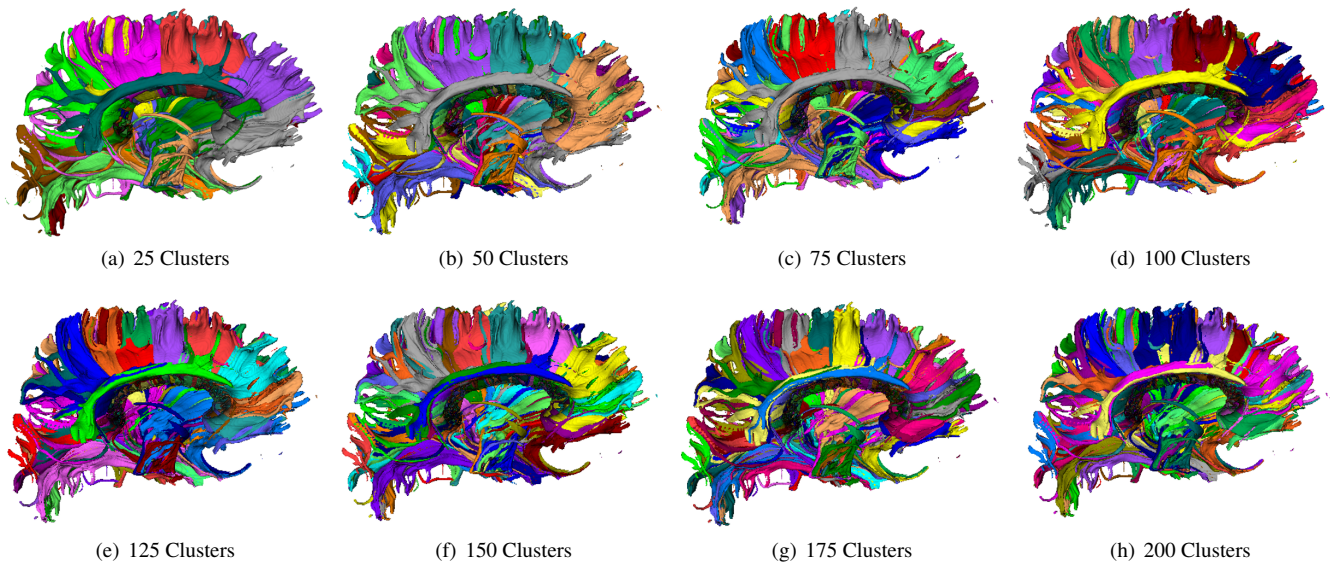 (a) 25 Clusters
(b) 50 Clusters
(c) 75 Clusters
(d) 100 Clusters
(e) 125 Clusters
(f) 150 Clusters
(g) 175 Clusters
(h) 200 Clusters